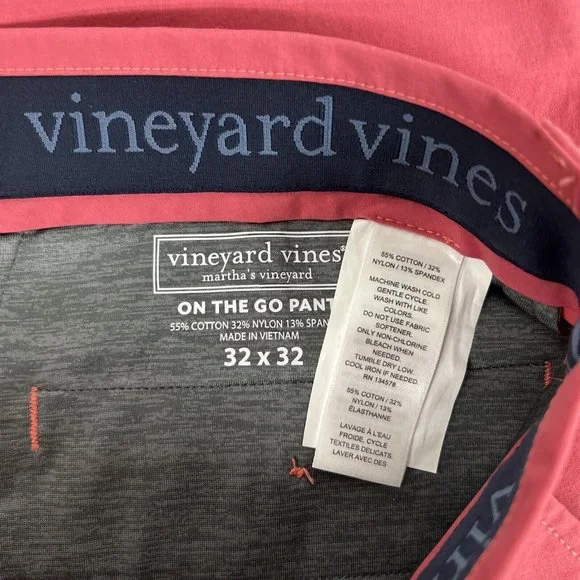 vineyard vines
vineyard vines®
martha's vineyard
ON THE GO PANT
55% COTTON 32% NYLON 13% SPAN
MADE IN VIETNAM
32 x 32
55% COTTON / 32%
NYLON / 13% SPANDEX
MACHINE WASH COLD
GENTLE CYCLE.
WASH WITH LIKE
COLORS.
DO NOT USE FABRIC
SOFTENER.
ONLY NON-CHLORINE
BLEACH WHEN
NEEDED.
TUMBLE DRY LOW.
COOL IRON IF NEEDED.
RN 134578
55% COTON / 32%
NYLON / 13%
ÉLASTHANNE
LAVAGE À L'EAU
FROIDE, CYCLE
TEXTILES DELICATS.
LAVER AVEC DES
vin